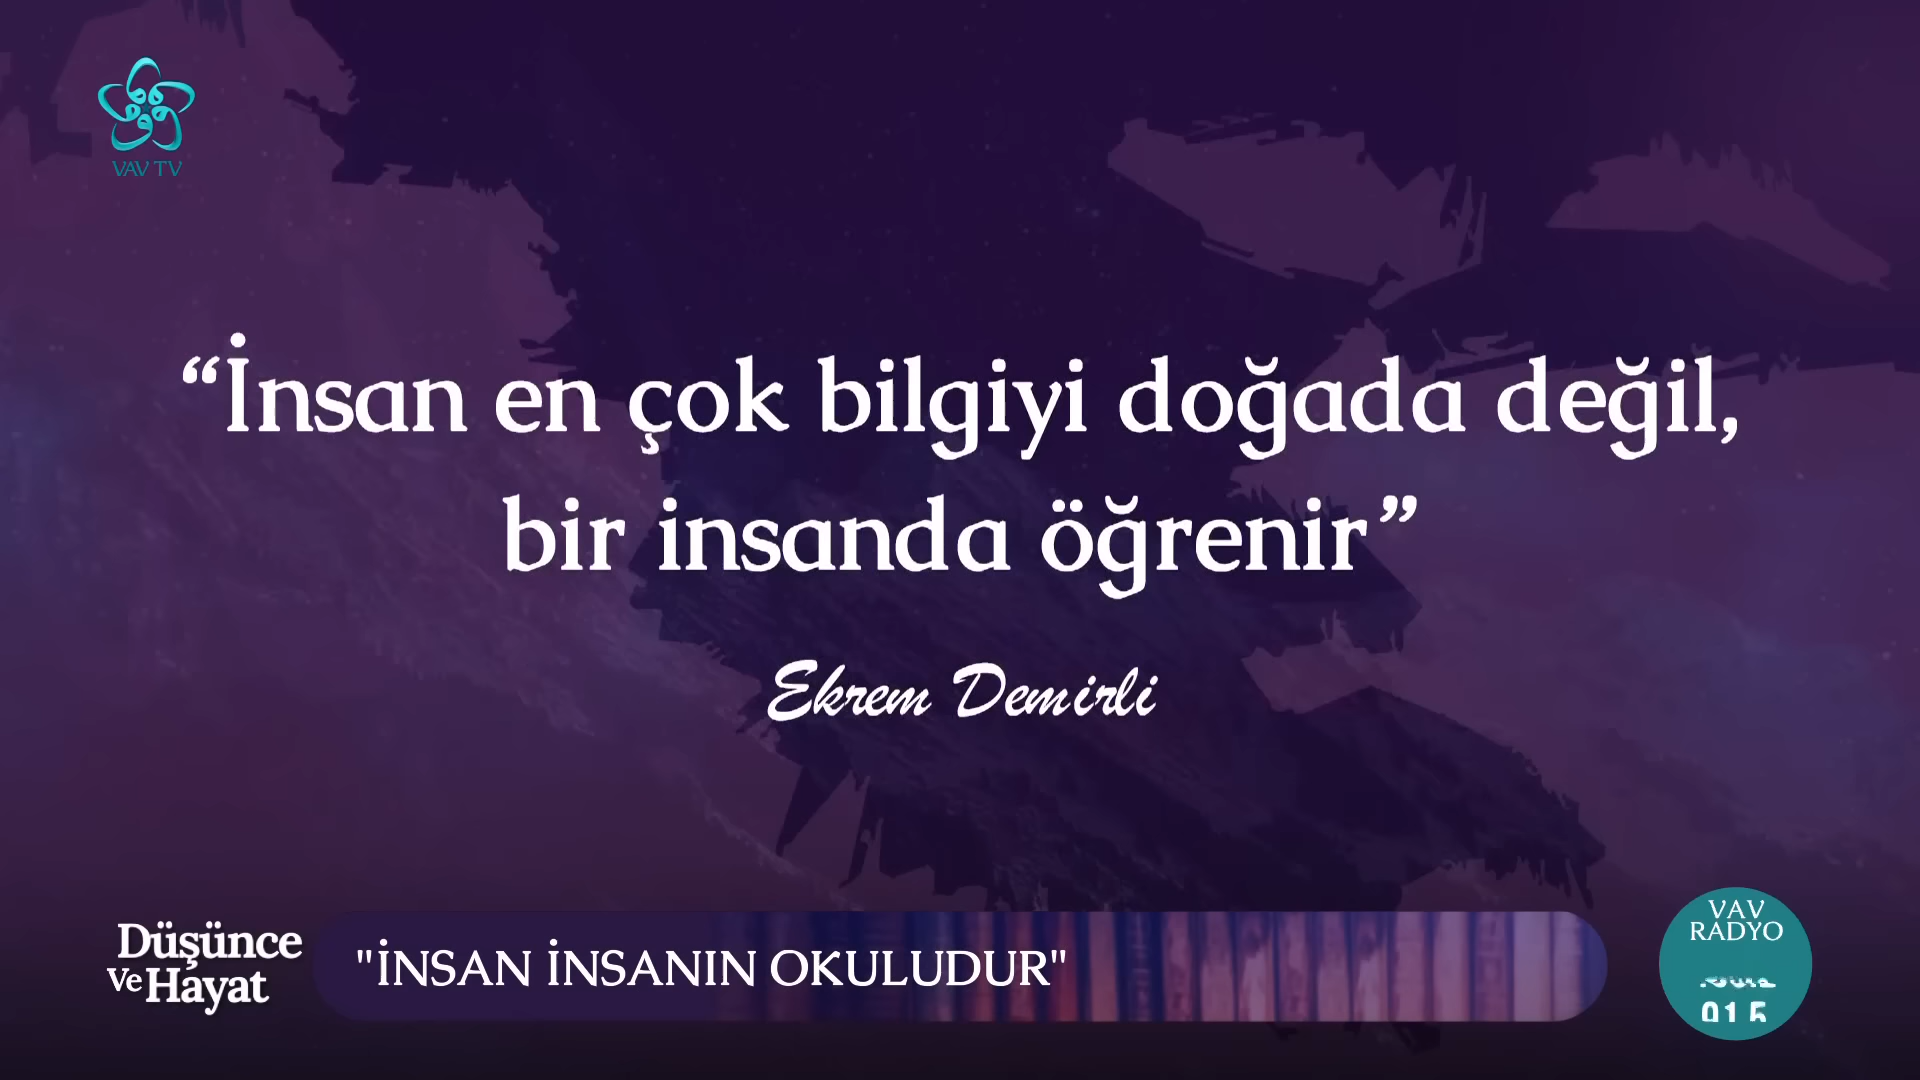 VAV TV
“İnsan en çok bilgiyi doğada değil,
bir insanda öğrenir”
Ekrem Demirli
Düşünce
Ve Hayat
"İNSAN İNSANIN OKULUDUR"
VAV
RADYO